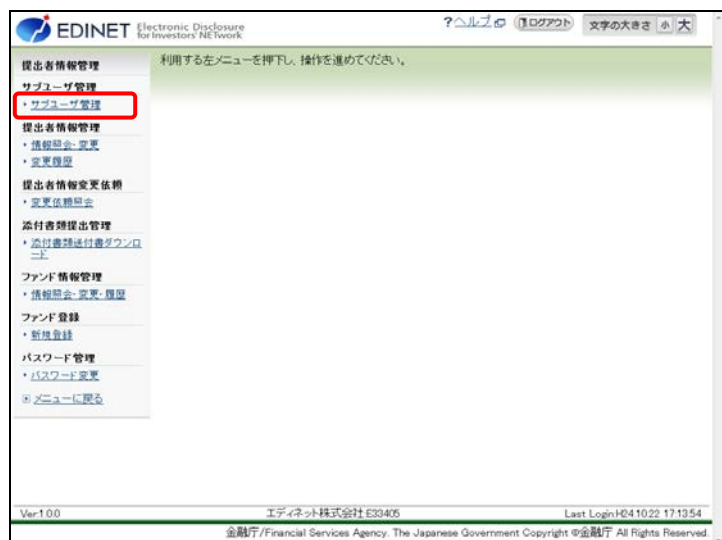 EDINET Electronic Disclosure for Investors' NETwork
?ヘルプ ログアウト 文字の大きさ 小 大
提出者情報管理
利用する左メニューを押下し、操作を進めてください。
サブユーザ管理
サブユーザ管理
提出者情報管理
情報照会・変更
変更履歴
提出者情報変更依頼
変更依頼照会
添付書類提出管理
添付書類送付書ダウンロ
ード
ファンド情報管理
情報照会・変更・履歴
ファンド登録
新規登録
パスワード管理
パスワード変更
メニューに戻る
Ver.1.0.0 エディネット株式会社:E33405 Last Login:H24.10.22 17:13:54
金融庁/Financial Services Agency. The Japanese Government Copyright ©金融庁 All Rights Reserved.